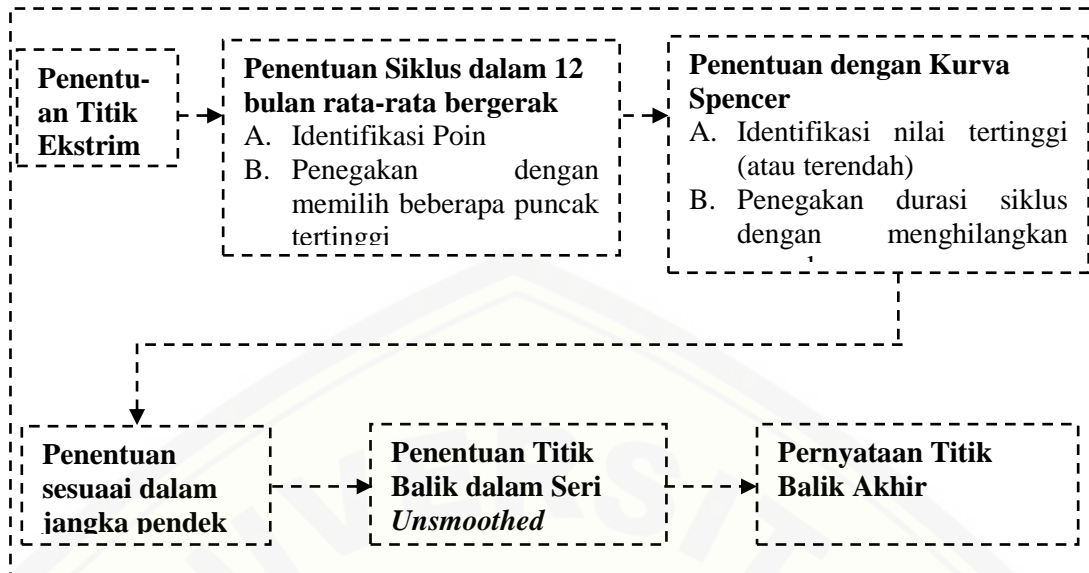 Penentu-
an Titik
Ekstrim
Penentuan Siklus dalam 12
bulan rata-rata bergerak
A. Identifikasi Poin
B. Penegakan dengan
memilih beberapa puncak
tertinggi
Penentuan dengan Kurva
Spencer
A. Identifikasi nilai tertinggi
(atau terendah)
B. Penegakan durasi siklus
dengan menghilangkan
Penentuan
sesuaai dalam
jangka pendek
Penentuan Titik
Balik dalam Seri
Unsmoothed
Pernyataan Titik
Balik Akhir